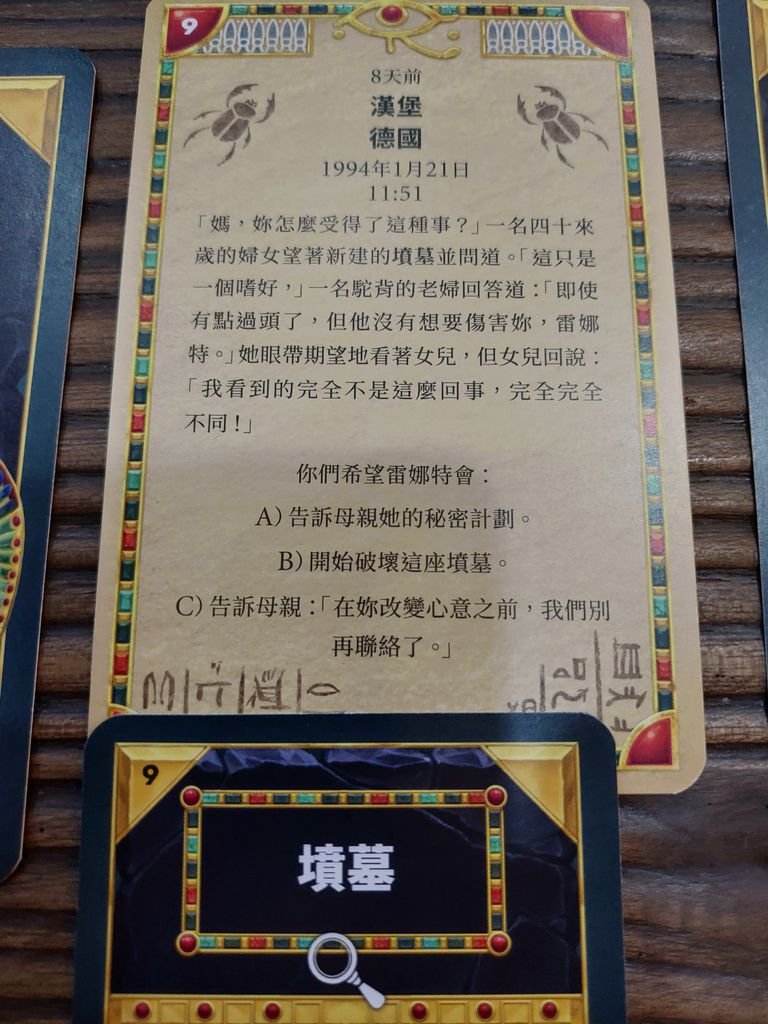 9
8天前
漢堡
德國
1994年1月21日
11:51
「媽，妳怎麼受得了這種事？」一名四十來
歲的婦女望著新建的墳墓並問道。「這只是
一個嗜好，」一名駝背的老婦回答道：「即使
有點過頭了，但他沒有想要傷害妳，雷娜
特。」她眼帶期望地看著女兒，但女兒回說：
「我看到的完全不是這麼回事，完全完全
不同！」
你們希望雷娜特會：
A）告訴母親她的秘密計劃。
B）開始破壞這座墳墓。
C）告訴母親：「在妳改變心意之前，我們別
再聯絡了。」
9
墳墓